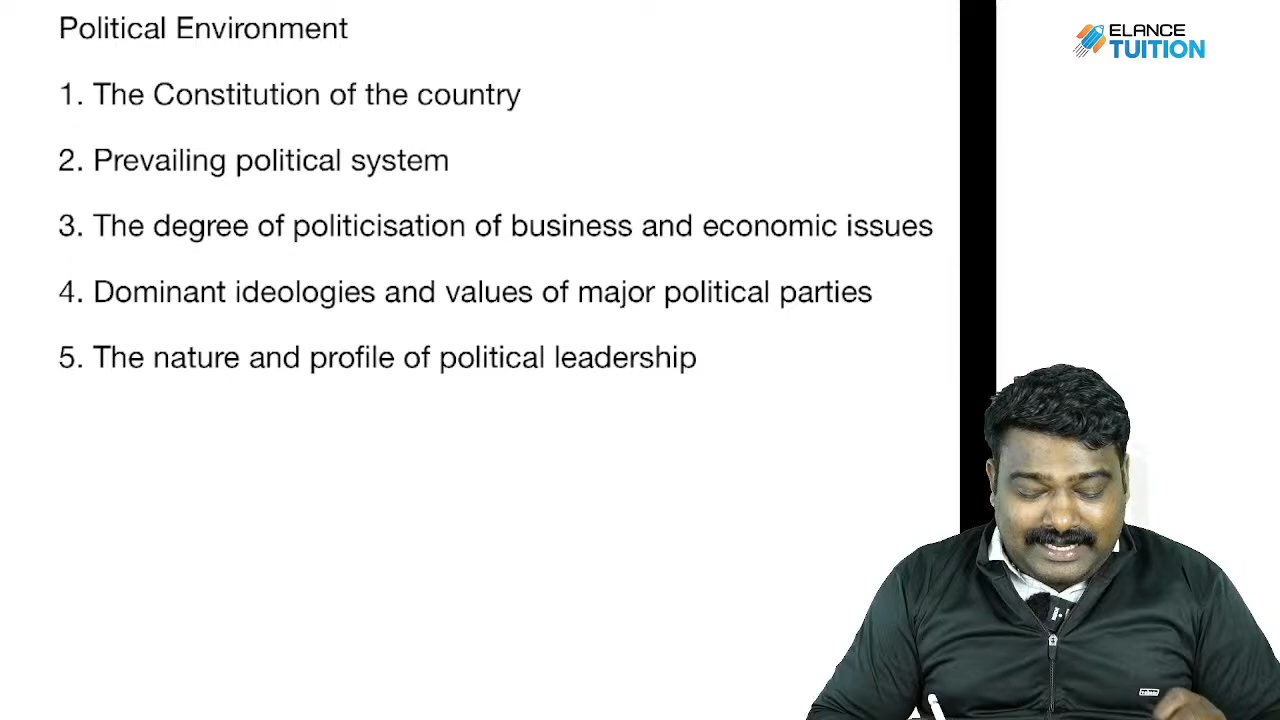 Political Environment
1. The Constitution of the country
2. Prevailing political system
3. The degree of politicisation of business and economic issues
4. Dominant ideologies and values of major political parties
5. The nature and profile of political leadership
ELANCE
TUITION